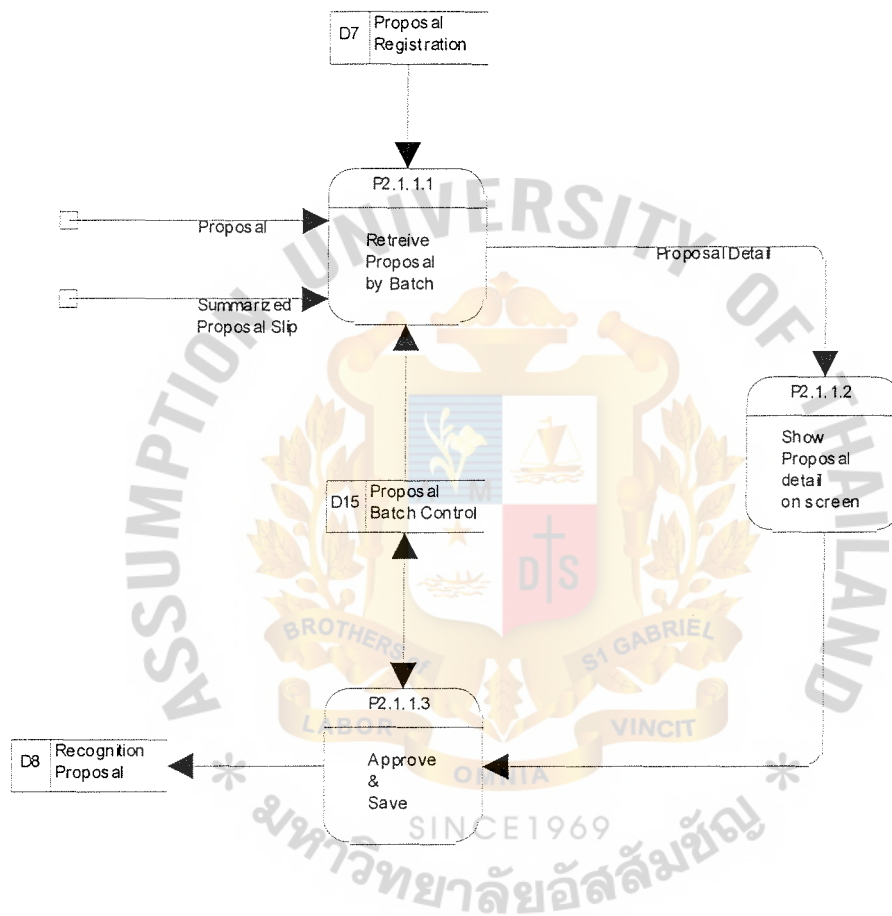 D7
Proposal
Registration
P2.1.1.1
Retreive
Proposal
by Batch
Proposal
Summarized
Proposal Slip
Proposal Detail
P2.1.1.2
Show
Proposal
detail
on screen
D15
Proposal
Batch Control
P2.1.1.3
Approve
&
Save
D8
Recognition
Proposal
ASSUMPTION UNIVERSITY OF THAILAND
M
D S
BROTHERS of
ST GABRIEL
LABOR
OMNIA
VINCIT
SINCE1969
* มหาวิทยาลัยอัสสัมชัญ *